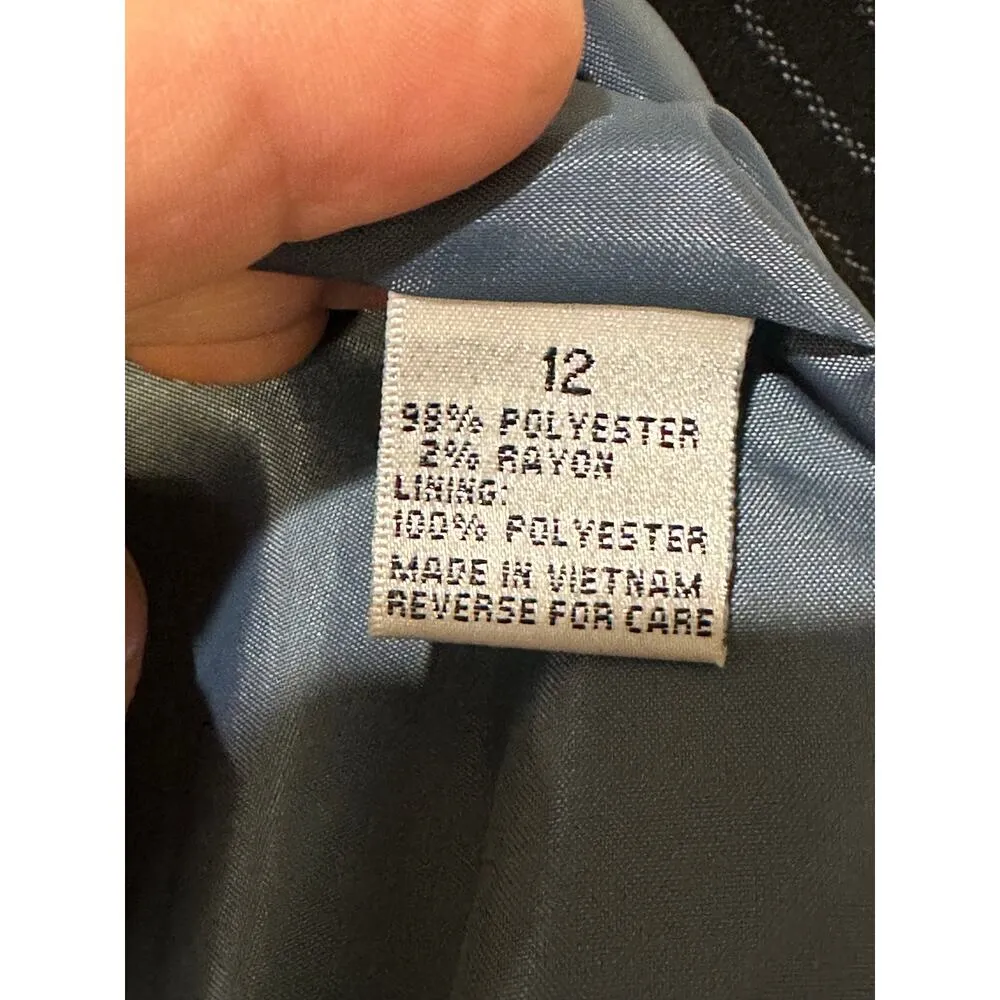 12
98% POLYESTER
2% RAYON
LINING:
100% POLYESTER
MADE IN VIETNAM
REVERSE FOR CARE